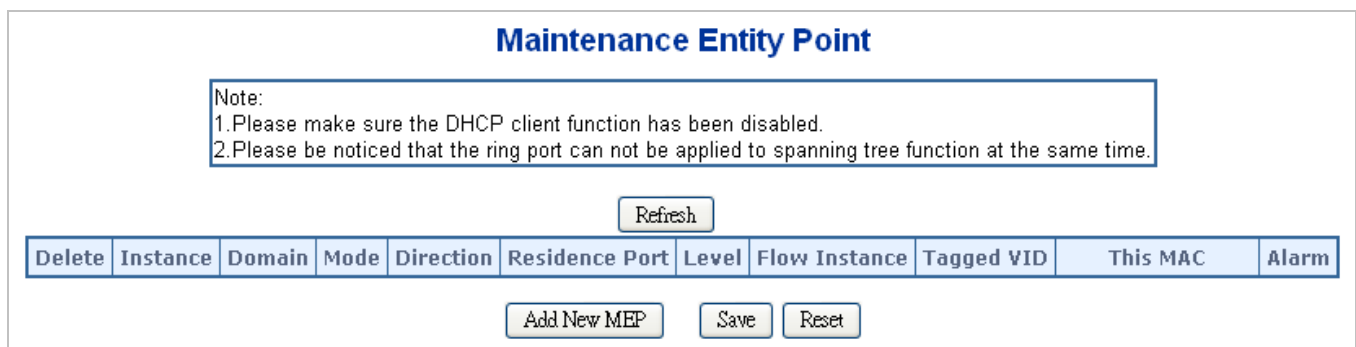 Maintenance Entity Point
Note:
1.Please make sure the DHCP client function has been disabled.
2.Please be noticed that the ring port can not be applied to spanning tree function at the same time.
Refresh
Delete Instance Domain Mode Direction Residence Port Level Flow Instance Tagged VID This MAC Alarm
Add New MEP Save Reset